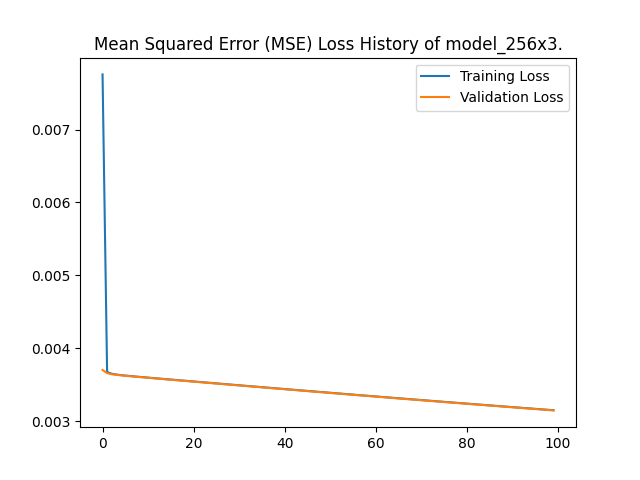 Mean Squared Error (MSE) Loss History of model_256x3.
Training Loss
Validation Loss
0.007
0.006
0.005
0.004
0.003
0 20 40 60 80 100